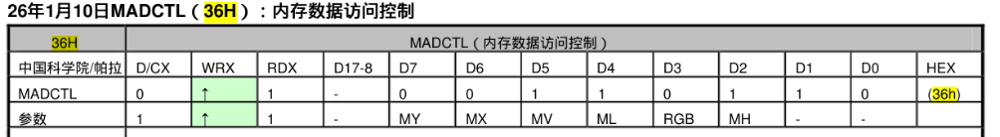 26年1月10日MADCTL（36H）：内存数据访问控制
36H MADCTL（内存数据访问控制）
中国科学院/帕拉 D/CX WRX RDX D17-8 D7 D6 D5 D4 D3 D2 D1 D0 HEX
MADCTL 0 ↑ 1 - 0 0 1 1 0 1 1 0 (36h)
参数 1 ↑ 1 - MY MX MV ML RGB MH - -